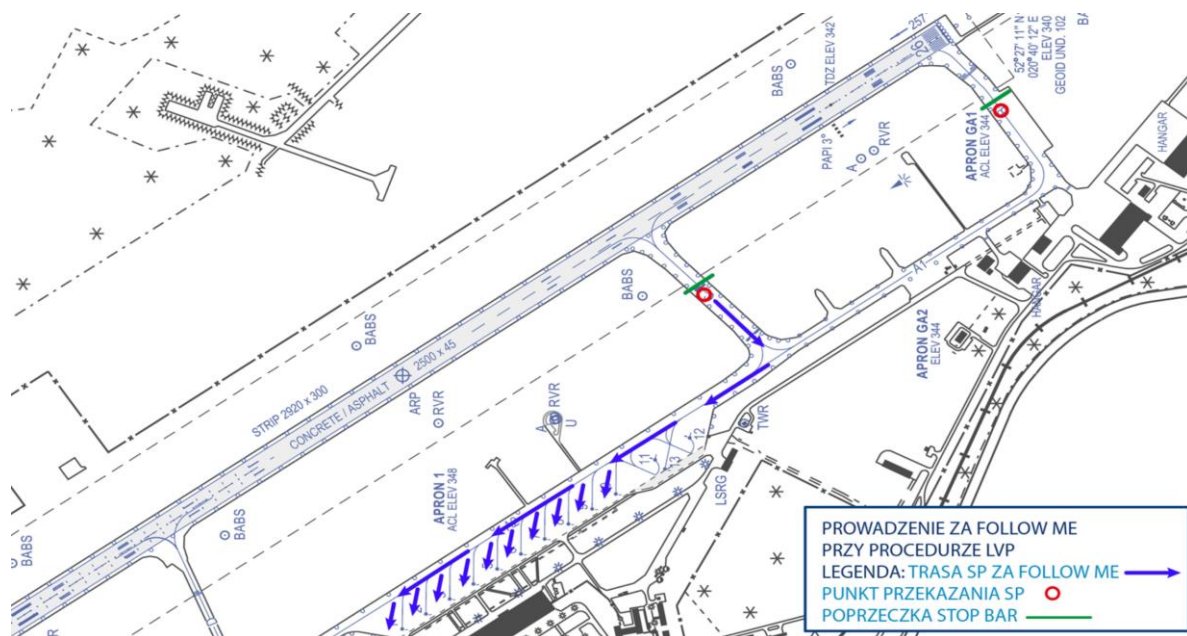 257°
26
TDZ ELEV 342
BABS
52° 27' 11" N
020° 40' 12" E
ELEV 340
GEOID UND. 102
PAPI 3°
A
RVR
APRON GA1
ACL ELEV 344
HANGAR
BABS
A1
HANGAR
APRON GA2
ELEV 344
BABS
STRIP 2920 x 300
CONCRETE / ASPHALT
2500 x 45
ARP
RVR
A
RVR
U
TWR
12
13
11
LSRG
APRON 1
ACL ELEV 348
BABS
BABS
PROWADZENIE ZA FOLLOW ME
PRZY PROCEDURZE LVP
LEGENDA: TRASA SP ZA FOLLOW ME
PUNKT PRZEKAZANIA SP
POPRZECZKA STOP BAR